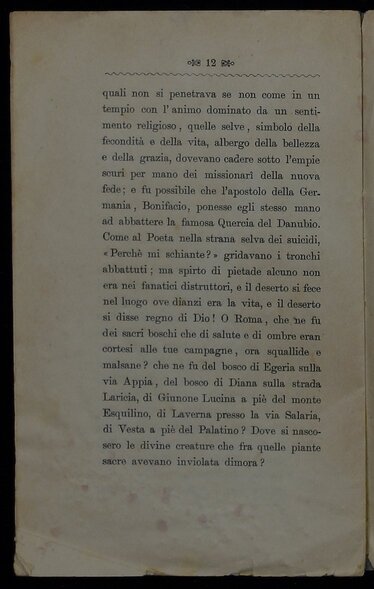 12
quali non si penetrava se non come in un
tempio con l'animo dominato da un senti-
mento religioso, quelle selve, simbolo della
fecondità e della vita, albergo della bellezza
e della grazia, dovevano cadere sotto l'empie
scuri per mano dei missionari della nuova
fede; e fu possibile che l'apostolo della Ger-
mania, Bonifacio, ponesse egli stesso mano
ad abbattere la famosa Quercia del Danubio.
Come al Poeta nella strana selva dei suicidi,
« Perchè mi schiante? » gridavano i tronchi
abbattuti; ma spirto di pietade alcuno non
era nei fanatici distruttori, e il deserto si fece
nel luogo ove dianzi era la vita, e il deserto
si disse regno di Dio! O Roma, che ne fu
dei sacri boschi che di salute e di ombre eran
cortesi alle tue campagne, ora squallide e
malsane? che ne fu del bosco di Egeria sulla
via Appia, del bosco di Diana sulla strada
Laricia, di Giunone Lucina a piè del monte
Esquilino, di Laverna presso la via Salaria,
di Vesta a piè del Palatino? Dove si nasco-
sero le divine creature che fra quelle piante
sacre avevano inviolata dimora?